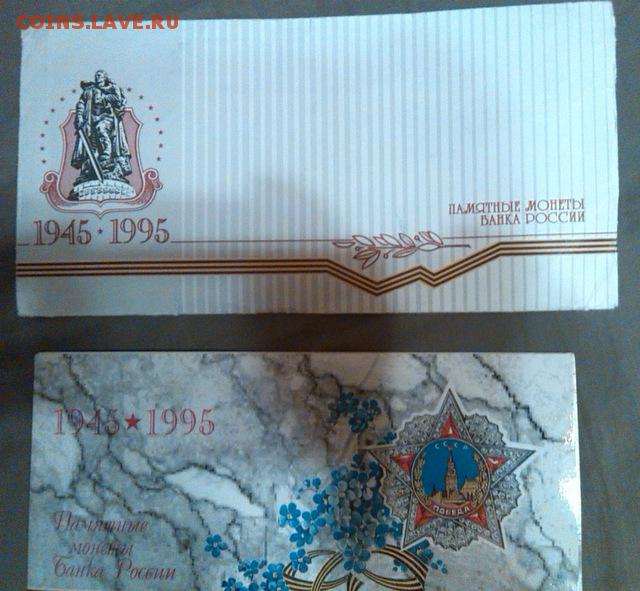 COINS.LAVE.RU
1945 · 1995
ПАМЯТНЫЕ МОНЕТЫ
БАНКА РОССИИ
1945★1995
СССР
ПОБЕДА
Памятные
монеты
Банка России